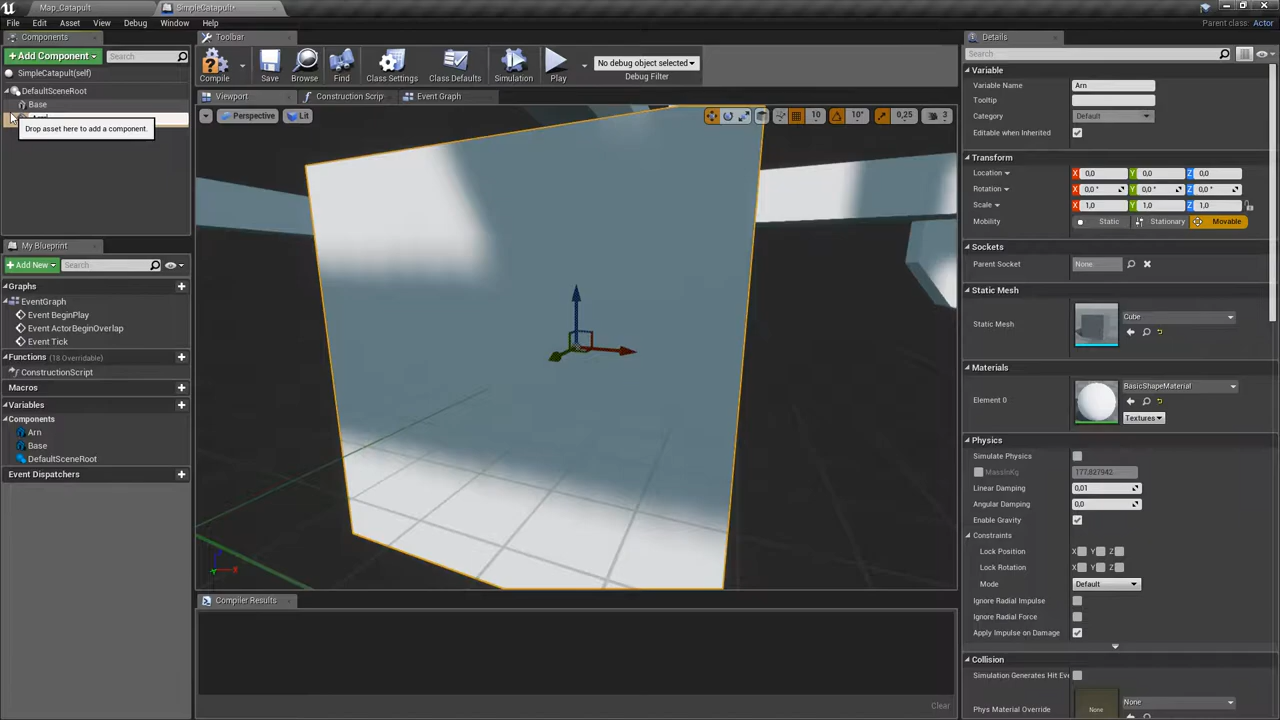 Map_Catapult
SimpleCatapult*
File Edit Asset View Debug Window Help
Parent class: Actor
Components
+ Add Component
Search
SimpleCatapult(self)
DefaultSceneRoot
Base
Drop asset here to add a component.
My Blueprint
+ Add New
Search
Graphs
EventGraph
Event BeginPlay
Event ActorBeginOverlap
Event Tick
Functions (18 Overridable)
ConstructionScript
Macros
Variables
Components
Arn
Base
DefaultSceneRoot
Event Dispatchers
Toolbar
Compile
Save
Browse
Find
Class Settings
Class Defaults
Simulation
Play
No debug object selected
Debug Filter
Viewport
Construction Scrip
Event Graph
Perspective
Lit
10
10°
0,25
3
Compiler Results
Clear
Details
Search
Variable
Variable Name
Arn
Tooltip
Category
Default
Editable when Inherited
Transform
Location X 0,0 Y 0,0 Z 0,0
Rotation X 0,0 ° Y 0,0 ° Z 0,0 °
Scale X 1,0 Y 1,0 Z 1,0
Mobility Static Stationary Movable
Sockets
Parent Socket None
Static Mesh
Static Mesh
Cube
Materials
Element 0
BasicShapeMaterial
Textures
Physics
Simulate Physics
MassInKg 177.827942
Linear Damping 0,01
Angular Damping 0,0
Enable Gravity
Constraints
Lock Position X Y Z
Lock Rotation X Y Z
Mode Default
Ignore Radial Impulse
Ignore Radial Force
Apply Impulse on Damage
Collision
Simulation Generates Hit Eve
Phys Material Override
None
None